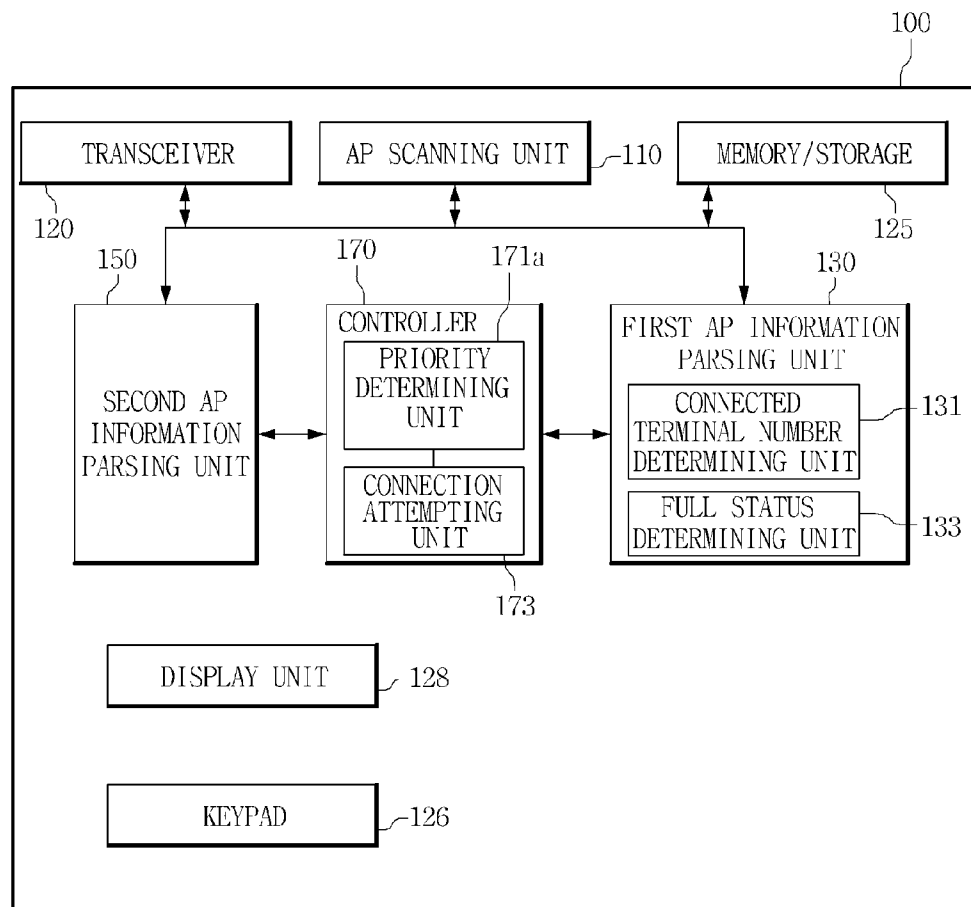 100
TRANSCEIVER
AP SCANNING UNIT
MEMORY/STORAGE
120
110
125
150
170
171a
130
SECOND AP
INFORMATION
PARSING UNIT
CONTROLLER
PRIORITY
DETERMINING
UNIT
CONNECTION
ATTEMPTING
UNIT
173
FIRST AP INFORMATION
PARSING UNIT
CONNECTED
TERMINAL NUMBER
DETERMINING UNIT
131
FULL STATUS
DETERMINING UNIT
133
DISPLAY UNIT
128
KEYPAD
126